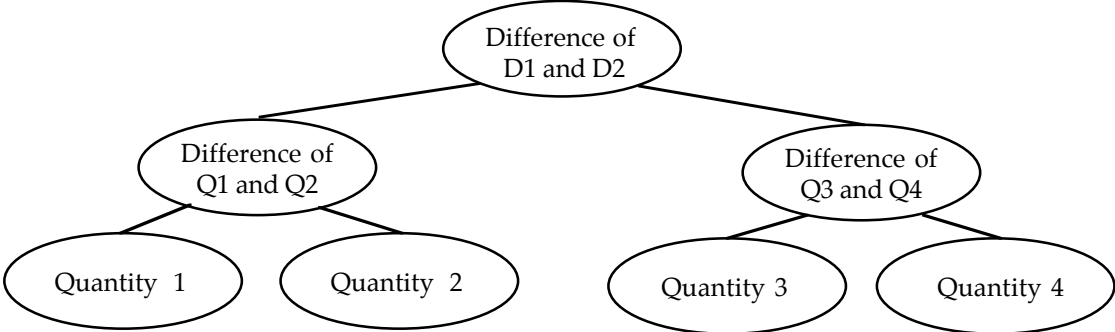 Difference of
D1 and D2
Difference of
Q1 and Q2
Difference of
Q3 and Q4
Quantity 1
Quantity 2
Quantity 3
Quantity 4